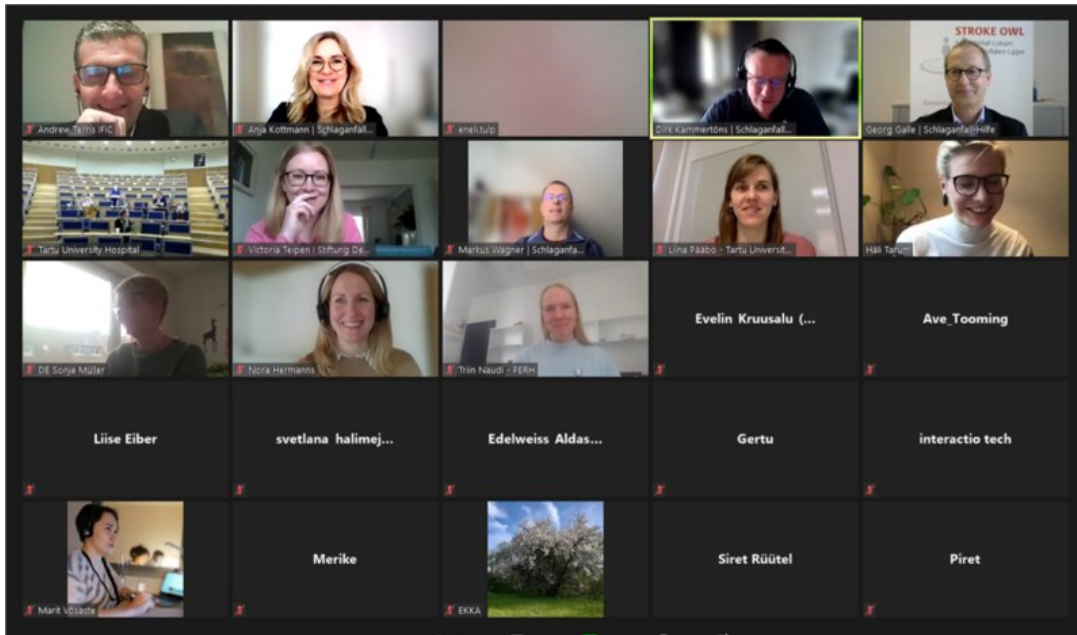 Andrew Terris IFIC
Anja Kottmann | Schlaganfall...
eneli.tulp
Dirk Kammertöns | Schlaganfall...
STROKE OWL
Georg Galle | Schlaganfall-Hilfe
Tartu University Hospital
Victoria Teipen I Stiftung De...
Markus Wagner | Schlaganfa...
Liina Pääbo - Tartu Universit...
Häli Tarum
DE Sonja Müller
Nora Hermanns
Triin Naudi - PERH
Evelin Kruusalu (...
Ave_Tooming
Liise Eiber
svetlana halimej...
Edelweiss Aldas...
Gertu
interactio tech
Marit Vosaste
Merike
EKKA
Siret Rüütel
Piret